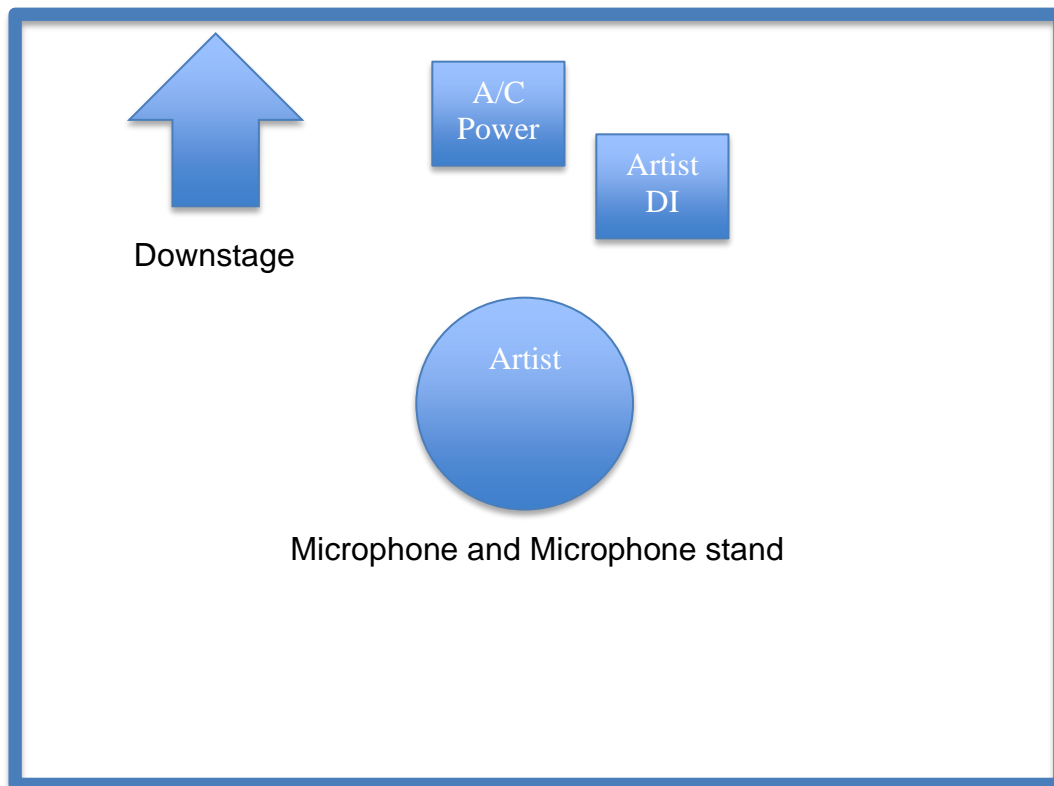 A/C
Power
Artist
DI
Downstage
Artist
Microphone and Microphone stand